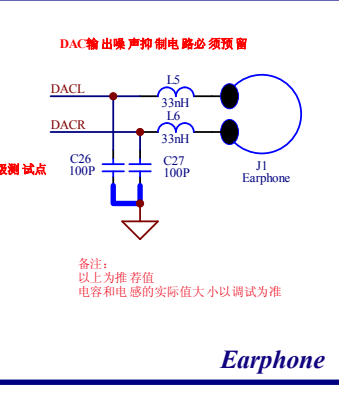 DAC输出噪声抑制电路必须预留
L5
DACL
33nH
L6
DACR
33nH
测试点
C26
100P
C27
100P
J1
Earphone
备注：
以上为推荐值
电容和电感的实际值大小以调试为准
Earphone